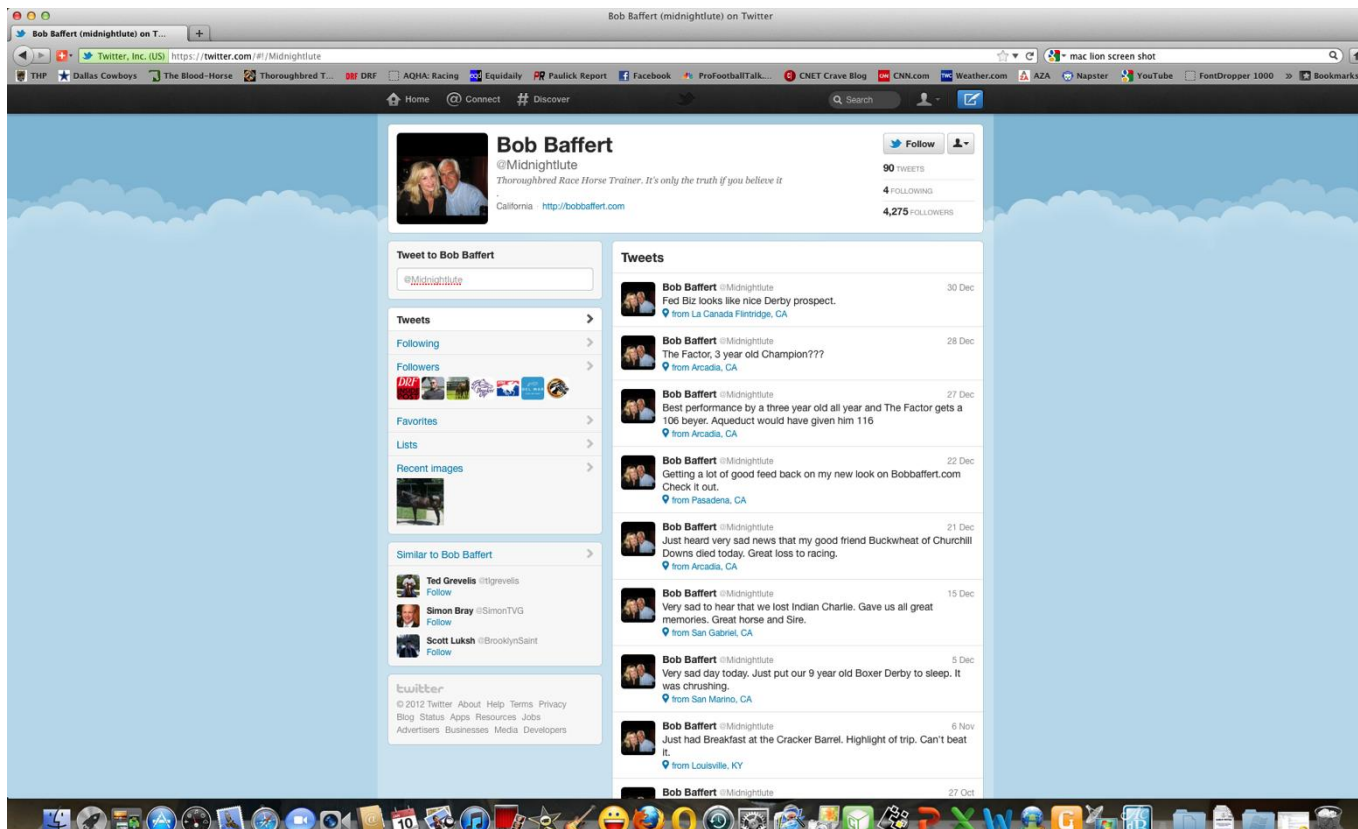 Bob Baffert (midnightlute) on Twitter
Bob Baffert (midnightlute) on T...
Twitter, Inc. (US) https://twitter.com/#!/Midnightlute
mac lion screen shot
THP Dallas Cowboys The Blood-Horse Thoroughbred T... DRF DRF AQHA: Racing eqd Equidaily PR Paulick Report Facebook ProFootballTalk.... CNET Crave Blog CNN CNN.com TWC Weather.com AZA Napster YouTube FontDropper 1000 » Bookmarks
Home @ Connect # Discover Search
Bob Baffert
@Midnightlute
Thoroughbred Race Horse Trainer. It's only the truth if you believe it
.
California · http://bobbaffert.com
Follow
90 TWEETS
4 FOLLOWING
4,275 FOLLOWERS
Tweet to Bob Baffert
@Midnightlute
Tweets
Following
Followers
DRF
Favorites
Lists
Recent images
Similar to Bob Baffert
Ted Grevelis @tlgrevelis
Follow
Simon Bray @SimonTVG
Follow
Scott Luksh @BrooklynSaint
Follow
twitter
© 2012 Twitter About Help Terms Privacy
Blog Status Apps Resources Jobs
Advertisers Businesses Media Developers
Tweets
Bob Baffert @Midnightlute 30 Dec
Fed Biz looks like nice Derby prospect.
from La Canada Flintridge, CA
Bob Baffert @Midnightlute 28 Dec
The Factor, 3 year old Champion???
from Arcadia, CA
Bob Baffert @Midnightlute 27 Dec
Best performance by a three year old all year and The Factor gets a
106 beyer. Aqueduct would have given him 116
from Arcadia, CA
Bob Baffert @Midnightlute 22 Dec
Getting a lot of good feed back on my new look on Bobbaffert.com
Check it out.
from Pasadena, CA
Bob Baffert @Midnightlute 21 Dec
Just heard very sad news that my good friend Buckwheat of Churchill
Downs died today. Great loss to racing.
from Arcadia, CA
Bob Baffert @Midnightlute 15 Dec
Very sad to hear that we lost Indian Charlie. Gave us all great
memories. Great horse and Sire.
from San Gabriel, CA
Bob Baffert @Midnightlute 5 Dec
Very sad day today. Just put our 9 year old Boxer Derby to sleep. It
was chrushing.
from San Marino, CA
Bob Baffert @Midnightlute 6 Nov
Just had Breakfast at the Cracker Barrel. Highlight of trip. Can't beat
it.
from Louisville, KY
Bob Baffert @Midnightlute 27 Oct
10